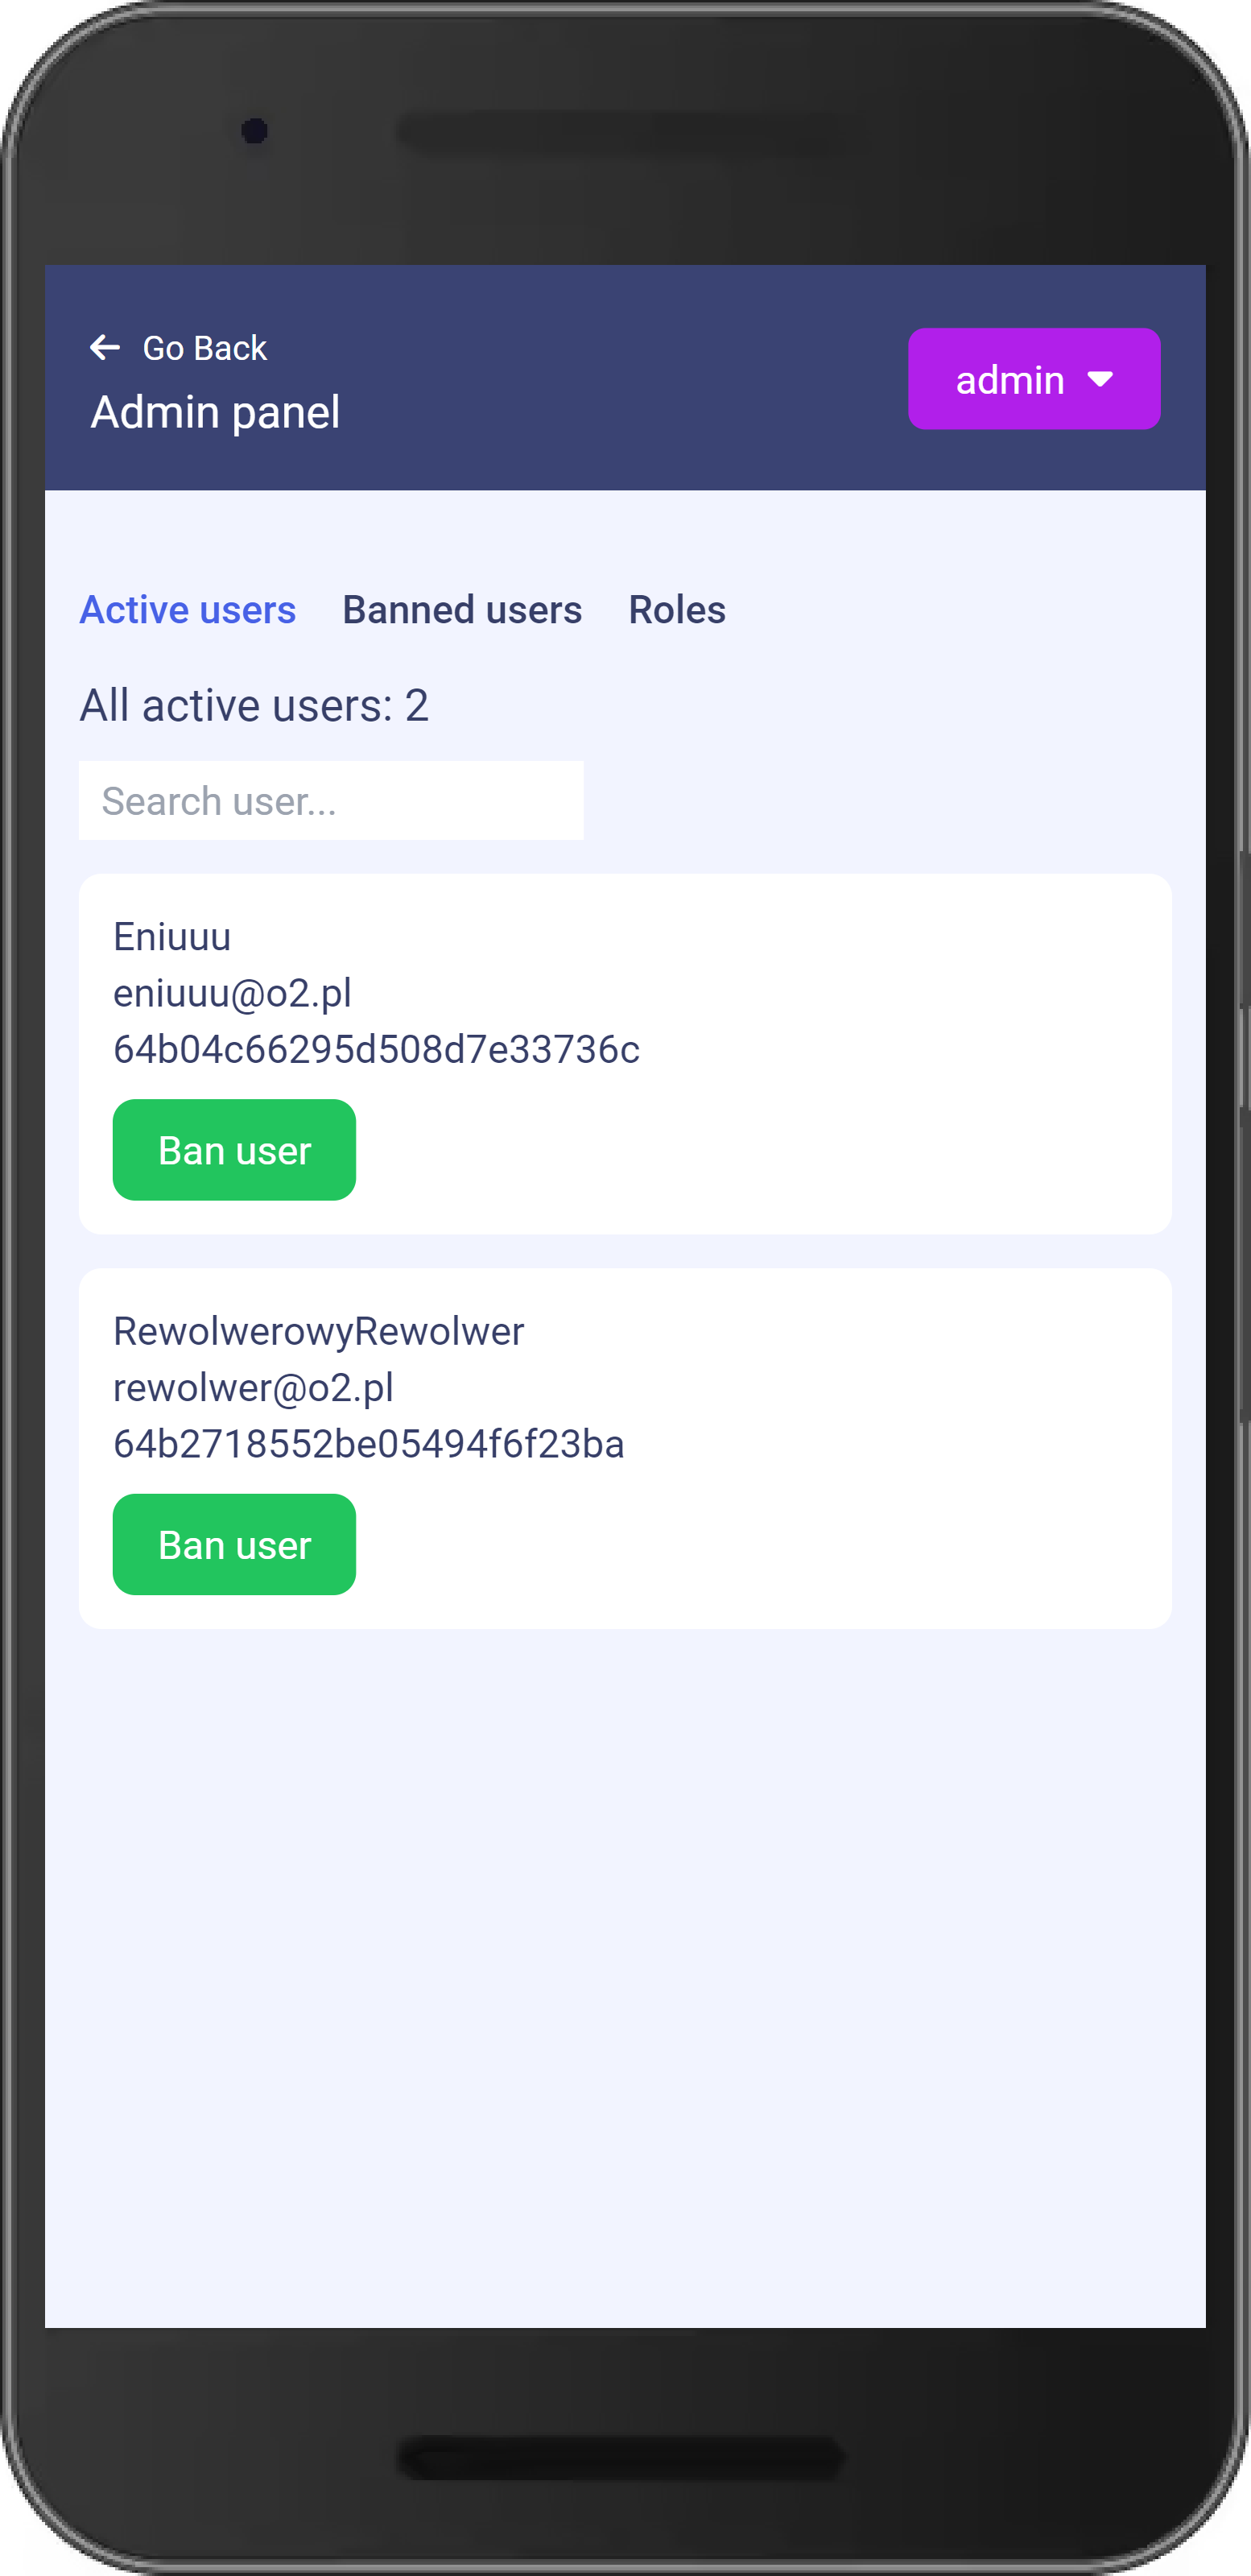 Go Back
Admin panel
admin
Active users Banned users Roles
All active users: 2
Search user...
Eniuuu
eniuuu@o2.pl
64b04c66295d508d7e33736c
Ban user
RewolwerowyRewolwer
rewolwer@o2.pl
64b2718552be05494f6f23ba
Ban user